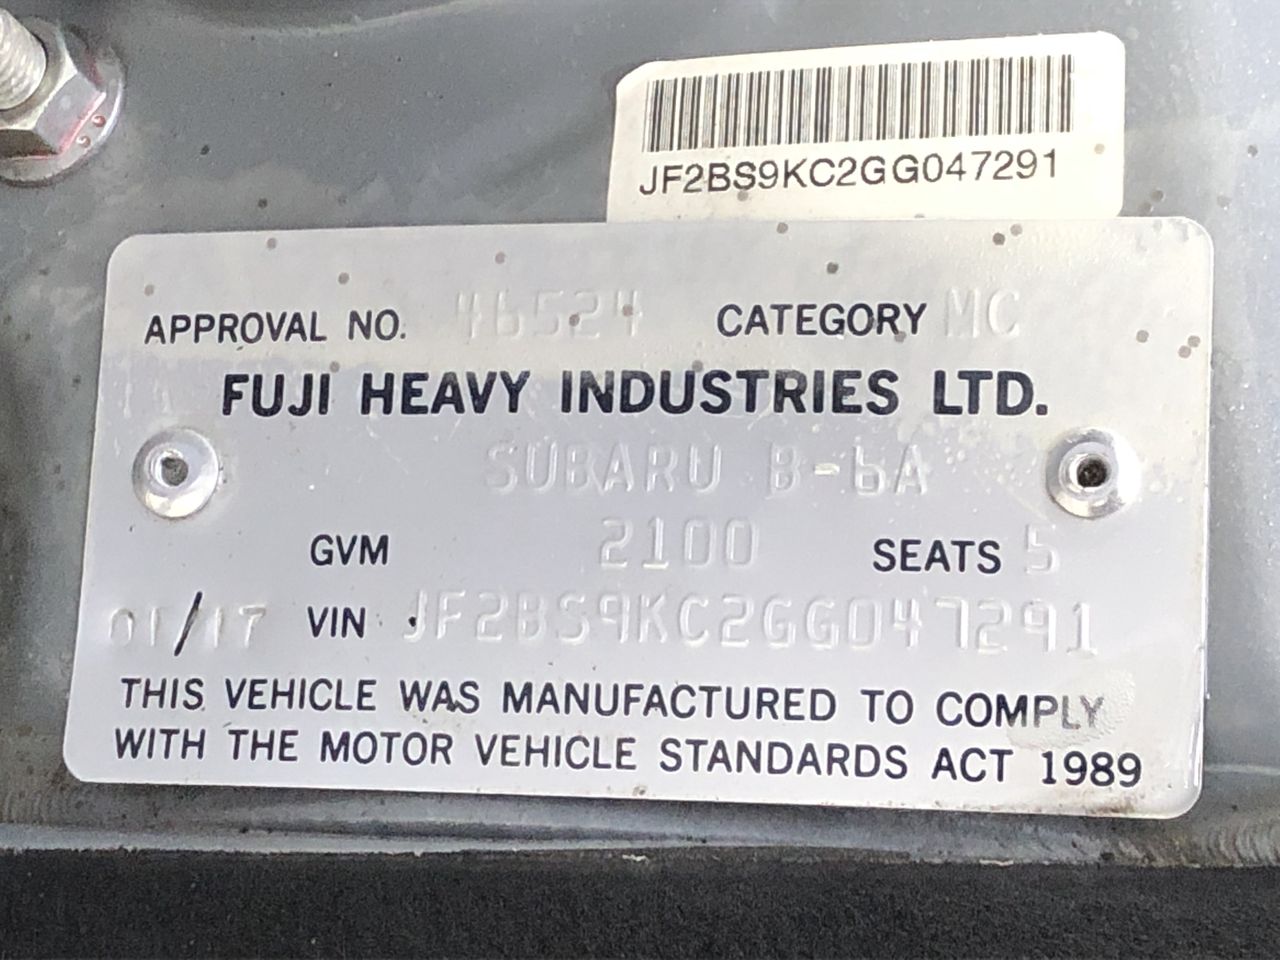 JF2BS9KC2GG047291
APPROVAL NO. 46524 CATEGORY MC
FUJI HEAVY INDUSTRIES LTD.
SUBARU B-6A
GVM 2100 SEATS 5
01/17 VIN JF2BS9KC2GG047291
THIS VEHICLE WAS MANUFACTURED TO COMPLY
WITH THE MOTOR VEHICLE STANDARDS ACT 1989